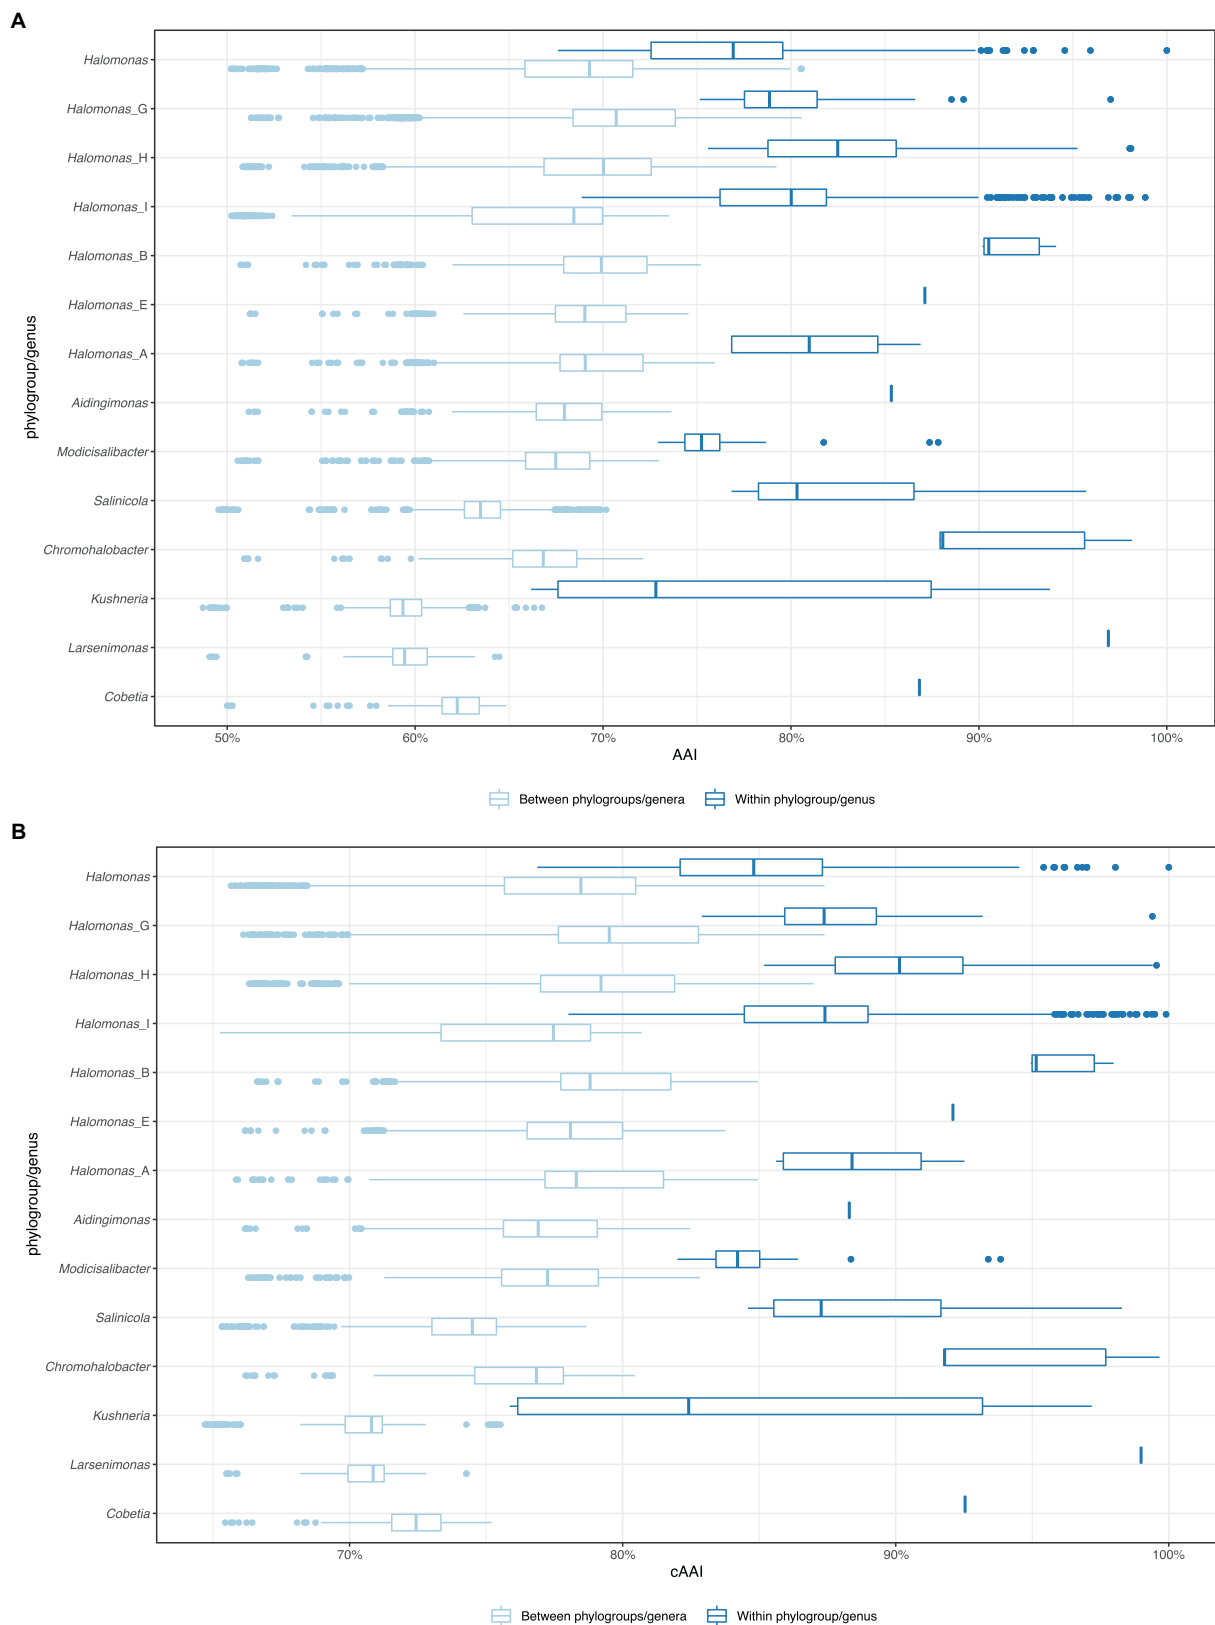 A
Halomonas
Halomonas_G
Halomonas_H
Halomonas_I
Halomonas_B
Halomonas_E
Halomonas_A
Aidingimonas
Modicisalibacter
Salinicola
Chromohalobacter
Kushneria
Larsenimonas
Cobetia
phylogroup/genus
50% 60% 70% 80% 90% 100%
AAI
Between phylogroups/genera Within phylogroup/genus
B
Halomonas
Halomonas_G
Halomonas_H
Halomonas_I
Halomonas_B
Halomonas_E
Halomonas_A
Aidingimonas
Modicisalibacter
Salinicola
Chromohalobacter
Kushneria
Larsenimonas
Cobetia
phylogroup/genus
70% 80% 90% 100%
cAAI
Between phylogroups/genera Within phylogroup/genus